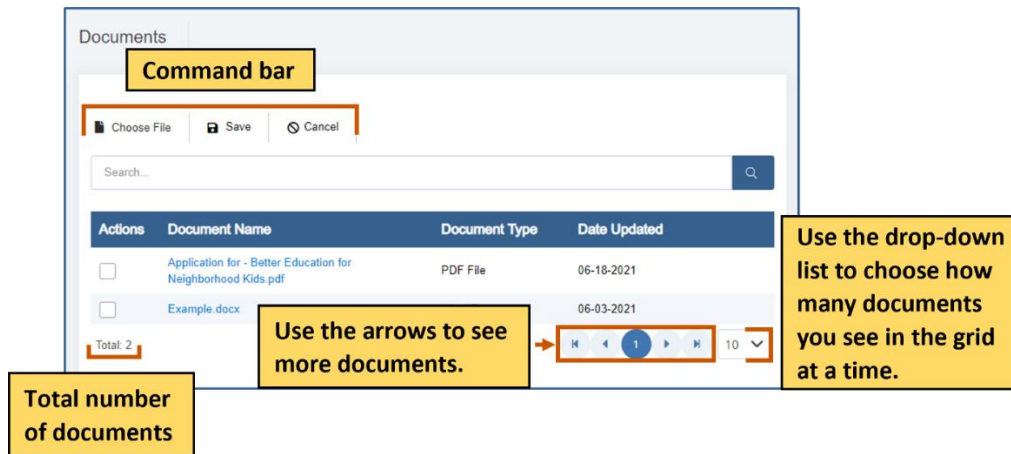 Documents
Command bar
Choose File Save Cancel
Search...
Actions Document Name Document Type Date Updated
Application for - Better Education for
Neighborhood Kids.pdf
PDF File 06-18-2021
Example.docx 06-03-2021
Use the arrows to see
more documents.
Total: 2
1 10
Use the drop-down
list to choose how
many documents
you see in the grid
at a time.
Total number
of documents